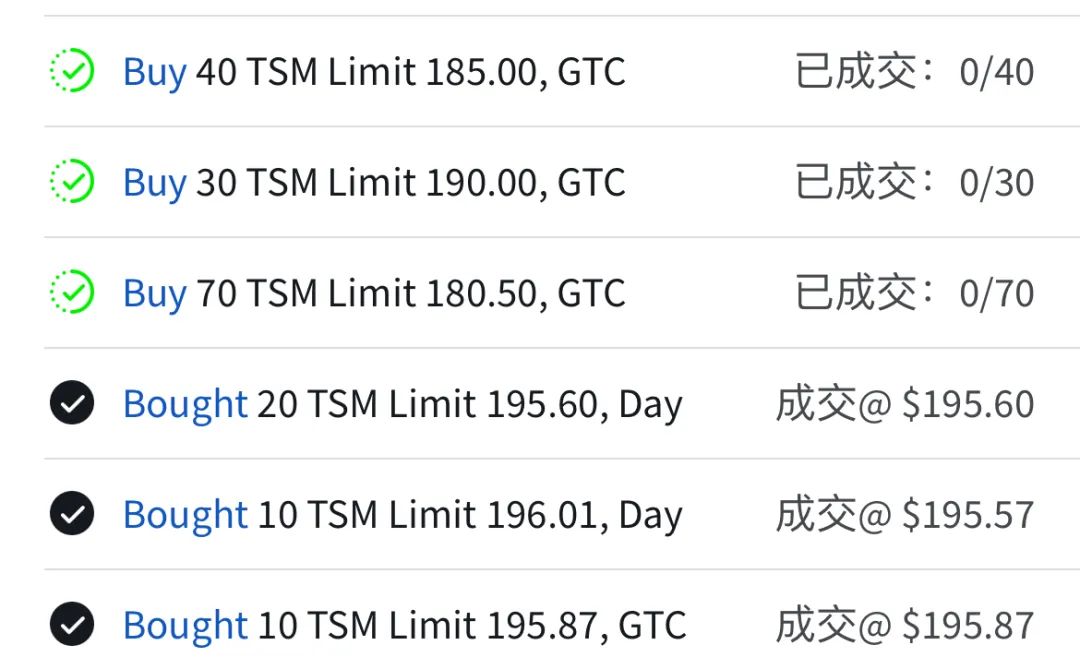 Buy 40 TSM Limit 185.00, GTC 已成交：0/40
Buy 30 TSM Limit 190.00, GTC 已成交：0/30
Buy 70 TSM Limit 180.50, GTC 已成交：0/70
Bought 20 TSM Limit 195.60, Day 成交@ $195.60
Bought 10 TSM Limit 196.01, Day 成交@ $195.57
Bought 10 TSM Limit 195.87, GTC 成交@ $195.87